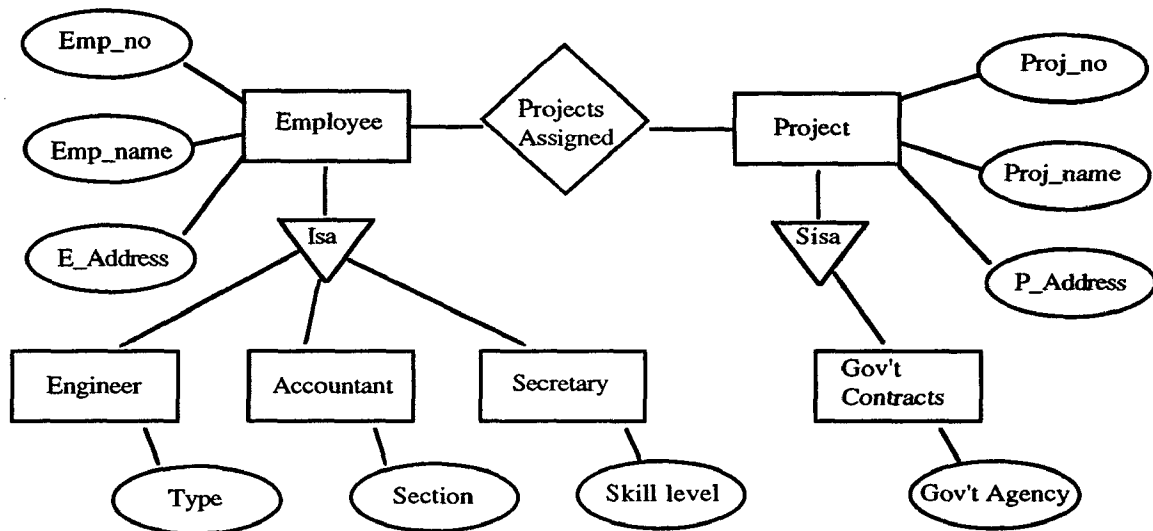 Emp_no
Emp_name
E_Address
Employee
Projects
Assigned
Project
Proj_no
Proj_name
P_Address
Isa
Sisa
Engineer
Accountant
Secretary
Gov't
Contracts
Type
Section
Skill level
Gov't Agency